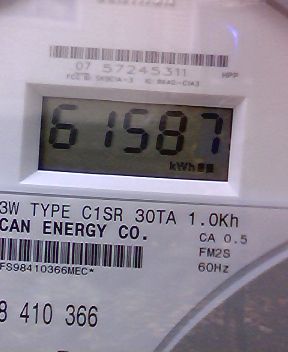 07 57245311
HPP
61587
kWh
3W TYPE C1SR 30TA 1.0Kh
CAN ENERGY CO.
CA 0.5
FM2S
60Hz
FS98410366MEC*
8 410 366